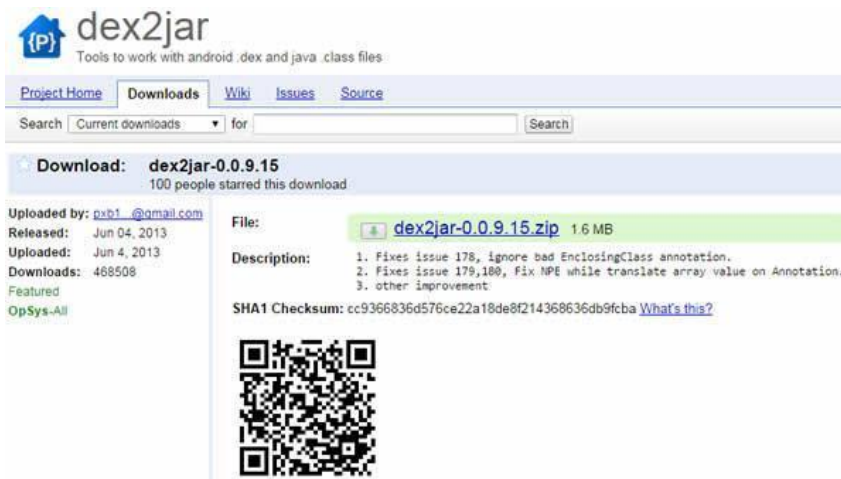 {P}
dex2jar
Tools to work with android .dex and java .class files
Project Home Downloads Wiki Issues Source
Search Current downloads for Search
Download: dex2jar-0.0.9.15
100 people starred this download
Uploaded by: pxb1...@gmail.com
Released: Jun 04, 2013
Uploaded: Jun 4, 2013
Downloads: 468508
Featured
OpSys-All
File: dex2jar-0.0.9.15.zip 1.6 MB
Description: 1. Fixes issue 178, ignore bad EnclosingClass annotation.
2. Fixes issue 179,180, Fix NPE while translate array value on Annotation.
3. other improvement
SHA1 Checksum: cc9366836d576ce22a18de8f214368636db9fcba What's this?